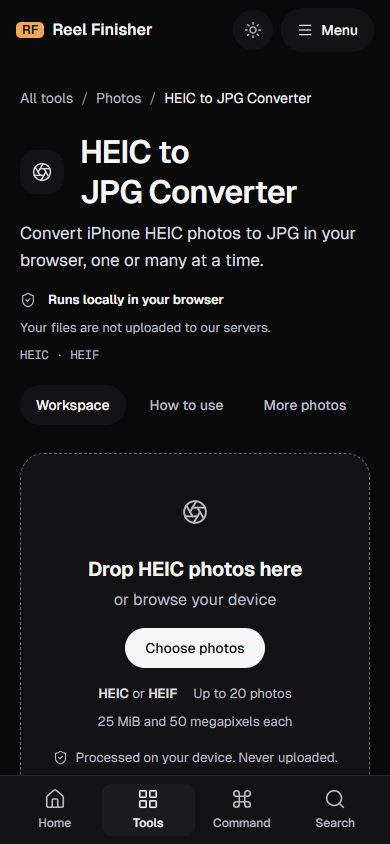 RF Reel Finisher Menu
All tools / Photos / HEIC to JPG Converter
HEIC to
JPG Converter
Convert iPhone HEIC photos to JPG in your
browser, one or many at a time.
Runs locally in your browser
Your files are not uploaded to our servers.
HEIC · HEIF
Workspace How to use More photos
Drop HEIC photos here
or browse your device
Choose photos
HEIC or HEIF Up to 20 photos
25 MiB and 50 megapixels each
Processed on your device. Never uploaded.
Home Tools Command Search